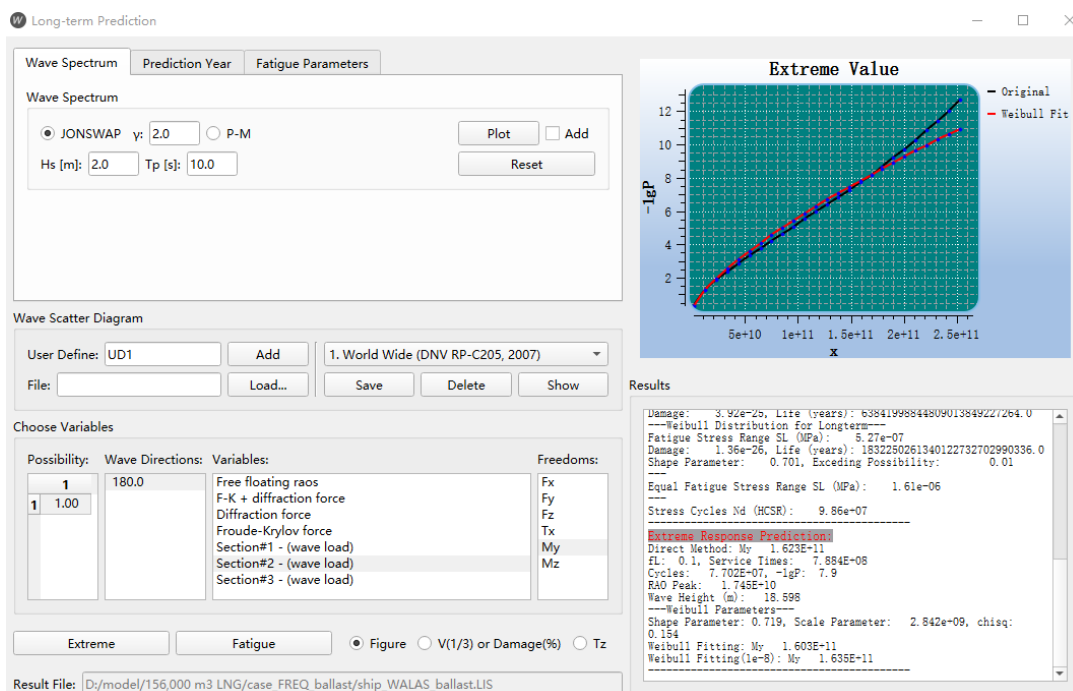 Long-term Prediction
Wave Spectrum Prediction Year Fatigue Parameters
Wave Spectrum
JONSWAP γ: 2.0 P-M Plot Add
Hs [m]: 2.0 Tp [s]: 10.0 Reset
Wave Scatter Diagram
User Define: UD1 Add 1. World Wide (DNV RP-C205, 2007)
File: Load... Save Delete Show
Choose Variables
Possibility: Wave Directions: Variables: Freedoms:
1
1 1.00
180.0
Free floating raos
F-K + diffraction force
Diffraction force
Froude-Krylov force
Section#1 - (wave load)
Section#2 - (wave load)
Section#3 - (wave load)
Fx
Fy
Fz
Tx
My
Mz
Extreme Fatigue Figure V(1/3) or Damage(%) Tz
Result File: D:/model/156,000 m3 LNG/case_FREQ_ballast/ship_WALAS_ballast.LIS
Extreme Value
Original
Weibull Fit
-lgP
12
10
8
6
4
2
5e+10 1e+11 1.5e+11 2e+11 2.5e+11
x
Results
Damage: 3.92e-25, Life (years): 638419988448090138492​27264.0
---Weibull Distribution for Longterm---
Fatigue Stress Range SL (MPa): 5.27e-07
Damage: 1.36e-26, Life (years): 1832250261340122732702990336.0
Shape Parameter: 0.701, Exceding Possibility: 0.01
---
Equal Fatigue Stress Range SL (MPa): 1.61e-06
---
Stress Cycles Nd (HCSR): 9.86e+07
------------------------------------------
Extreme Response Prediction:
Direct Method: My 1.623E+11
fL: 0.1, Service Times: 7.884E+08
Cycles: 7.702E+07, -lgP: 7.9
RAO Peak: 1.745E+10
Wave Height (m): 18.598
---Weibull Parameters---
Shape Parameter: 0.719, Scale Parameter: 2.842e+09, chisq:
0.154
Weibull Fitting: My 1.603E+11
Weibull Fitting(1e-8): My 1.635E+11
------------------------------------------